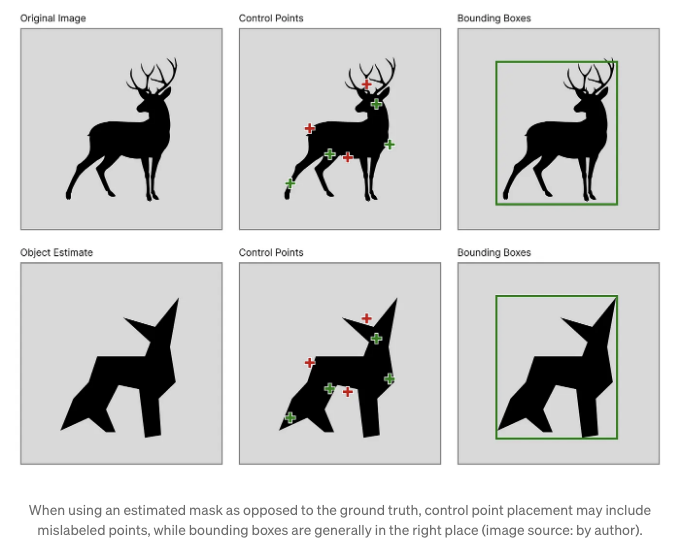 Original Image
Control Points
Bounding Boxes
Object Estimate
Control Points
Bounding Boxes
When using an estimated mask as opposed to the ground truth, control point placement may include
mislabeled points, while bounding boxes are generally in the right place (image source: by author).